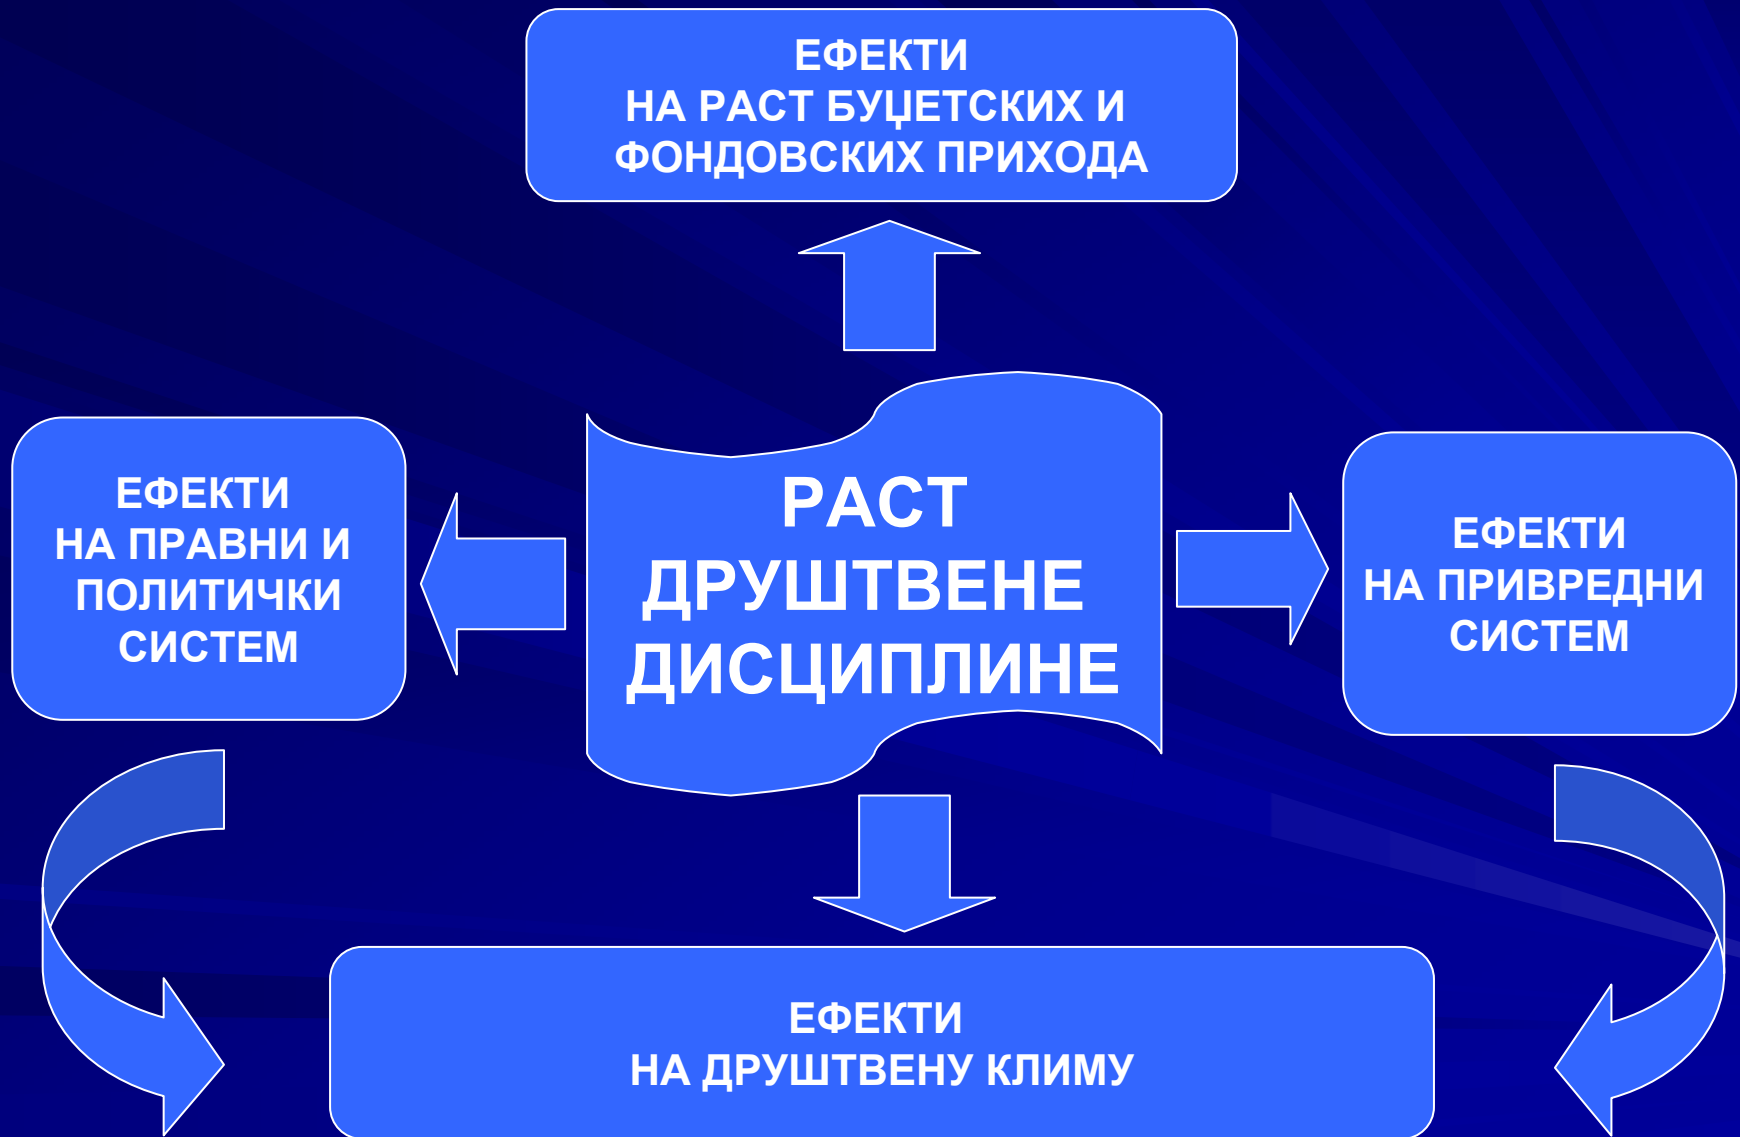 ЕФЕКТИ
НА РАСТ БУЏЕТСКИХ И
ФОНДОВСКИХ ПРИХОДА
ЕФЕКТИ
НА ПРАВНИ И
ПОЛИТИЧКИ
СИСТЕМ
РАСТ
ДРУШТВЕНЕ
ДИСЦИПЛИНЕ
ЕФЕКТИ
НА ПРИВРЕДНИ
СИСТЕМ
ЕФЕКТИ
НА ДРУШТВЕНУ КЛИМУ